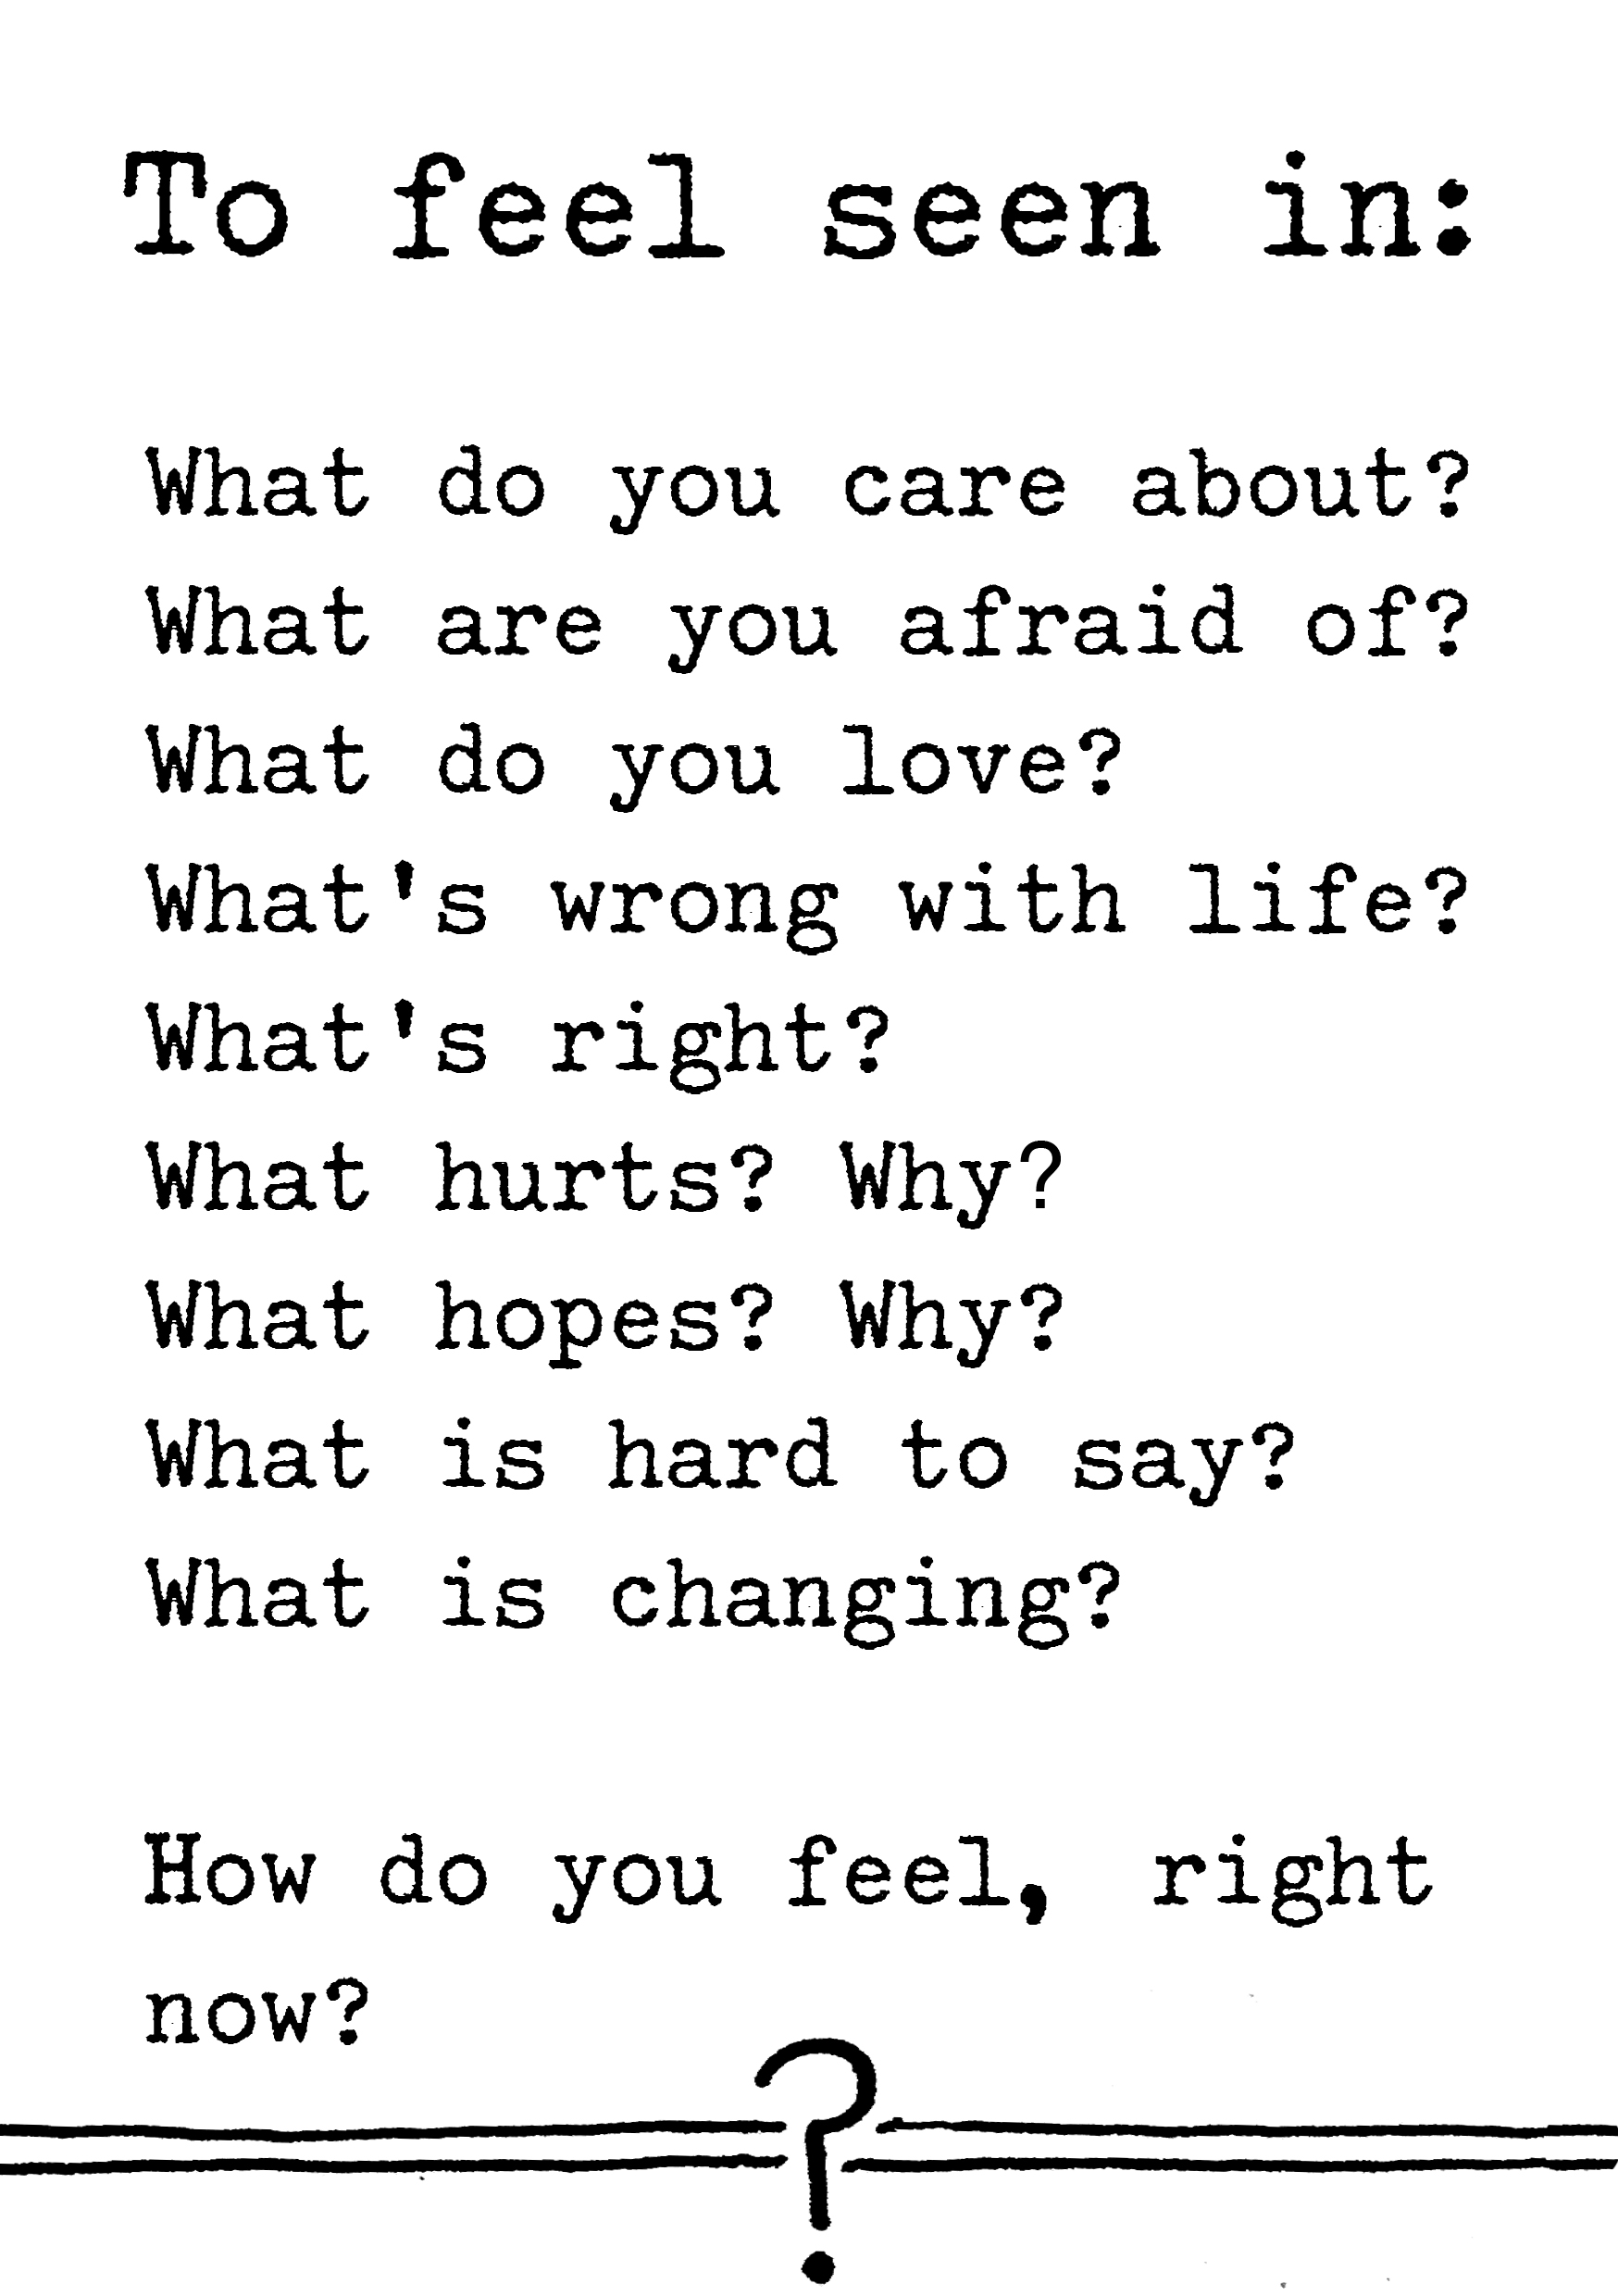 To feel seen in:
What do you care about?
What are you afraid of?
What do you love?
What's wrong with life?
What's right?
What hurts? Why?
What hopes? Why?
What is hard to say?
What is changing?
How do you feel, right
now?
?